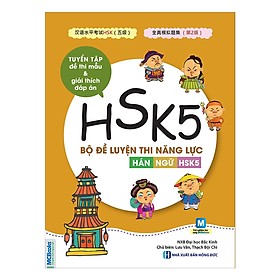 汉语水平考试HSK（五级）
全真模拟题集（第2版）
TUYỂN TẬP
đề thi mẫu
& giải thích
đáp án
HSK5
BỘ ĐỀ LUYỆN THI NĂNG LỰC
HÁN NGỮ HSK5
MCBooks
NXB Đại học Bắc Kinh
Chủ biên: Lưu Vân, Thạch Bội Chi
NHÀ XUẤT BẢN HỒNG ĐỨC